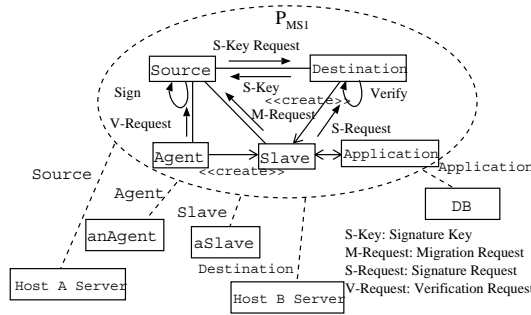 P_MS1
S-Key Request
Source
Destination
S-Key
Sign
<<create>>
Verify
M-Request
V-Request
S-Request
Agent
Slave
Application
<<create>>
Application
Source
Agent
Slave
DB
anAgent
aSlave
S-Key: Signature Key
M-Request: Migration Request
Destination
S-Request: Signature Request
Host A Server
Host B Server
V-Request: Verification Request